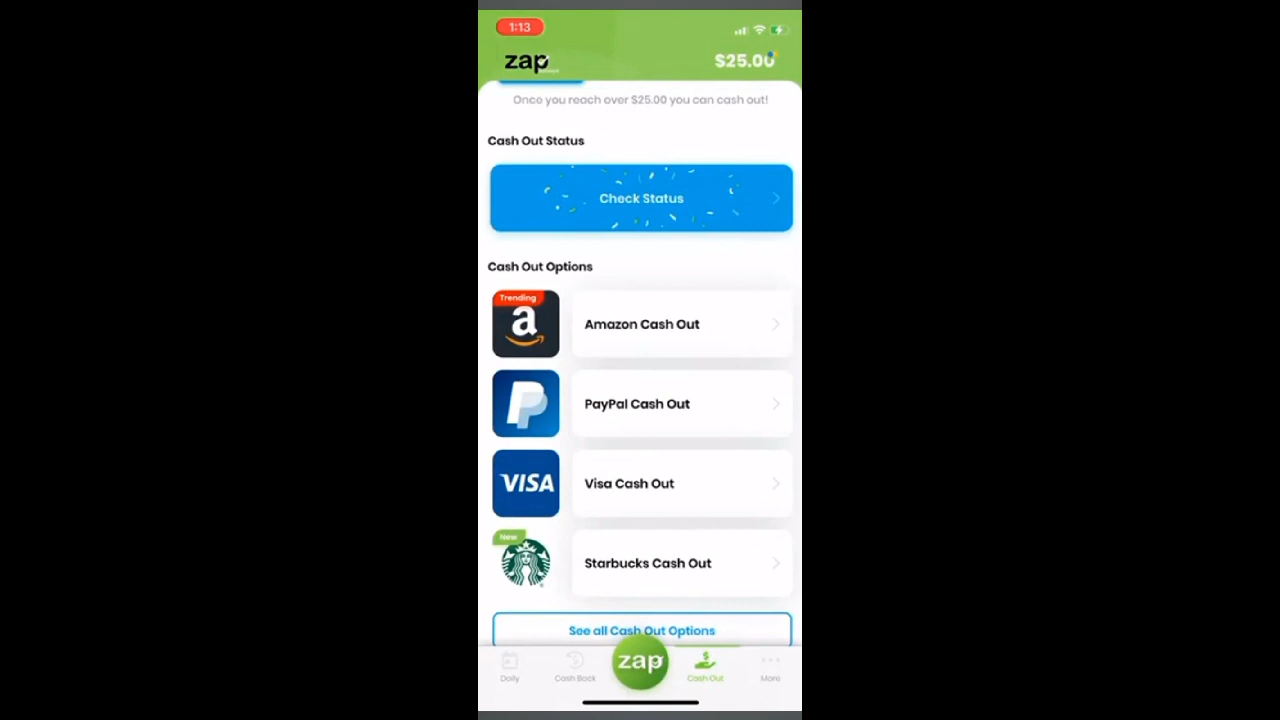 1:13
zap
$25.00
Once you reach over $25.00 you can cash out!
Cash Out Status
Check Status
Cash Out Options
Trending
Amazon Cash Out
PayPal Cash Out
VISA
Visa Cash Out
New
Starbucks Cash Out
See all Cash Out Options
zap
Daily
Cash Back
Cash Out
More